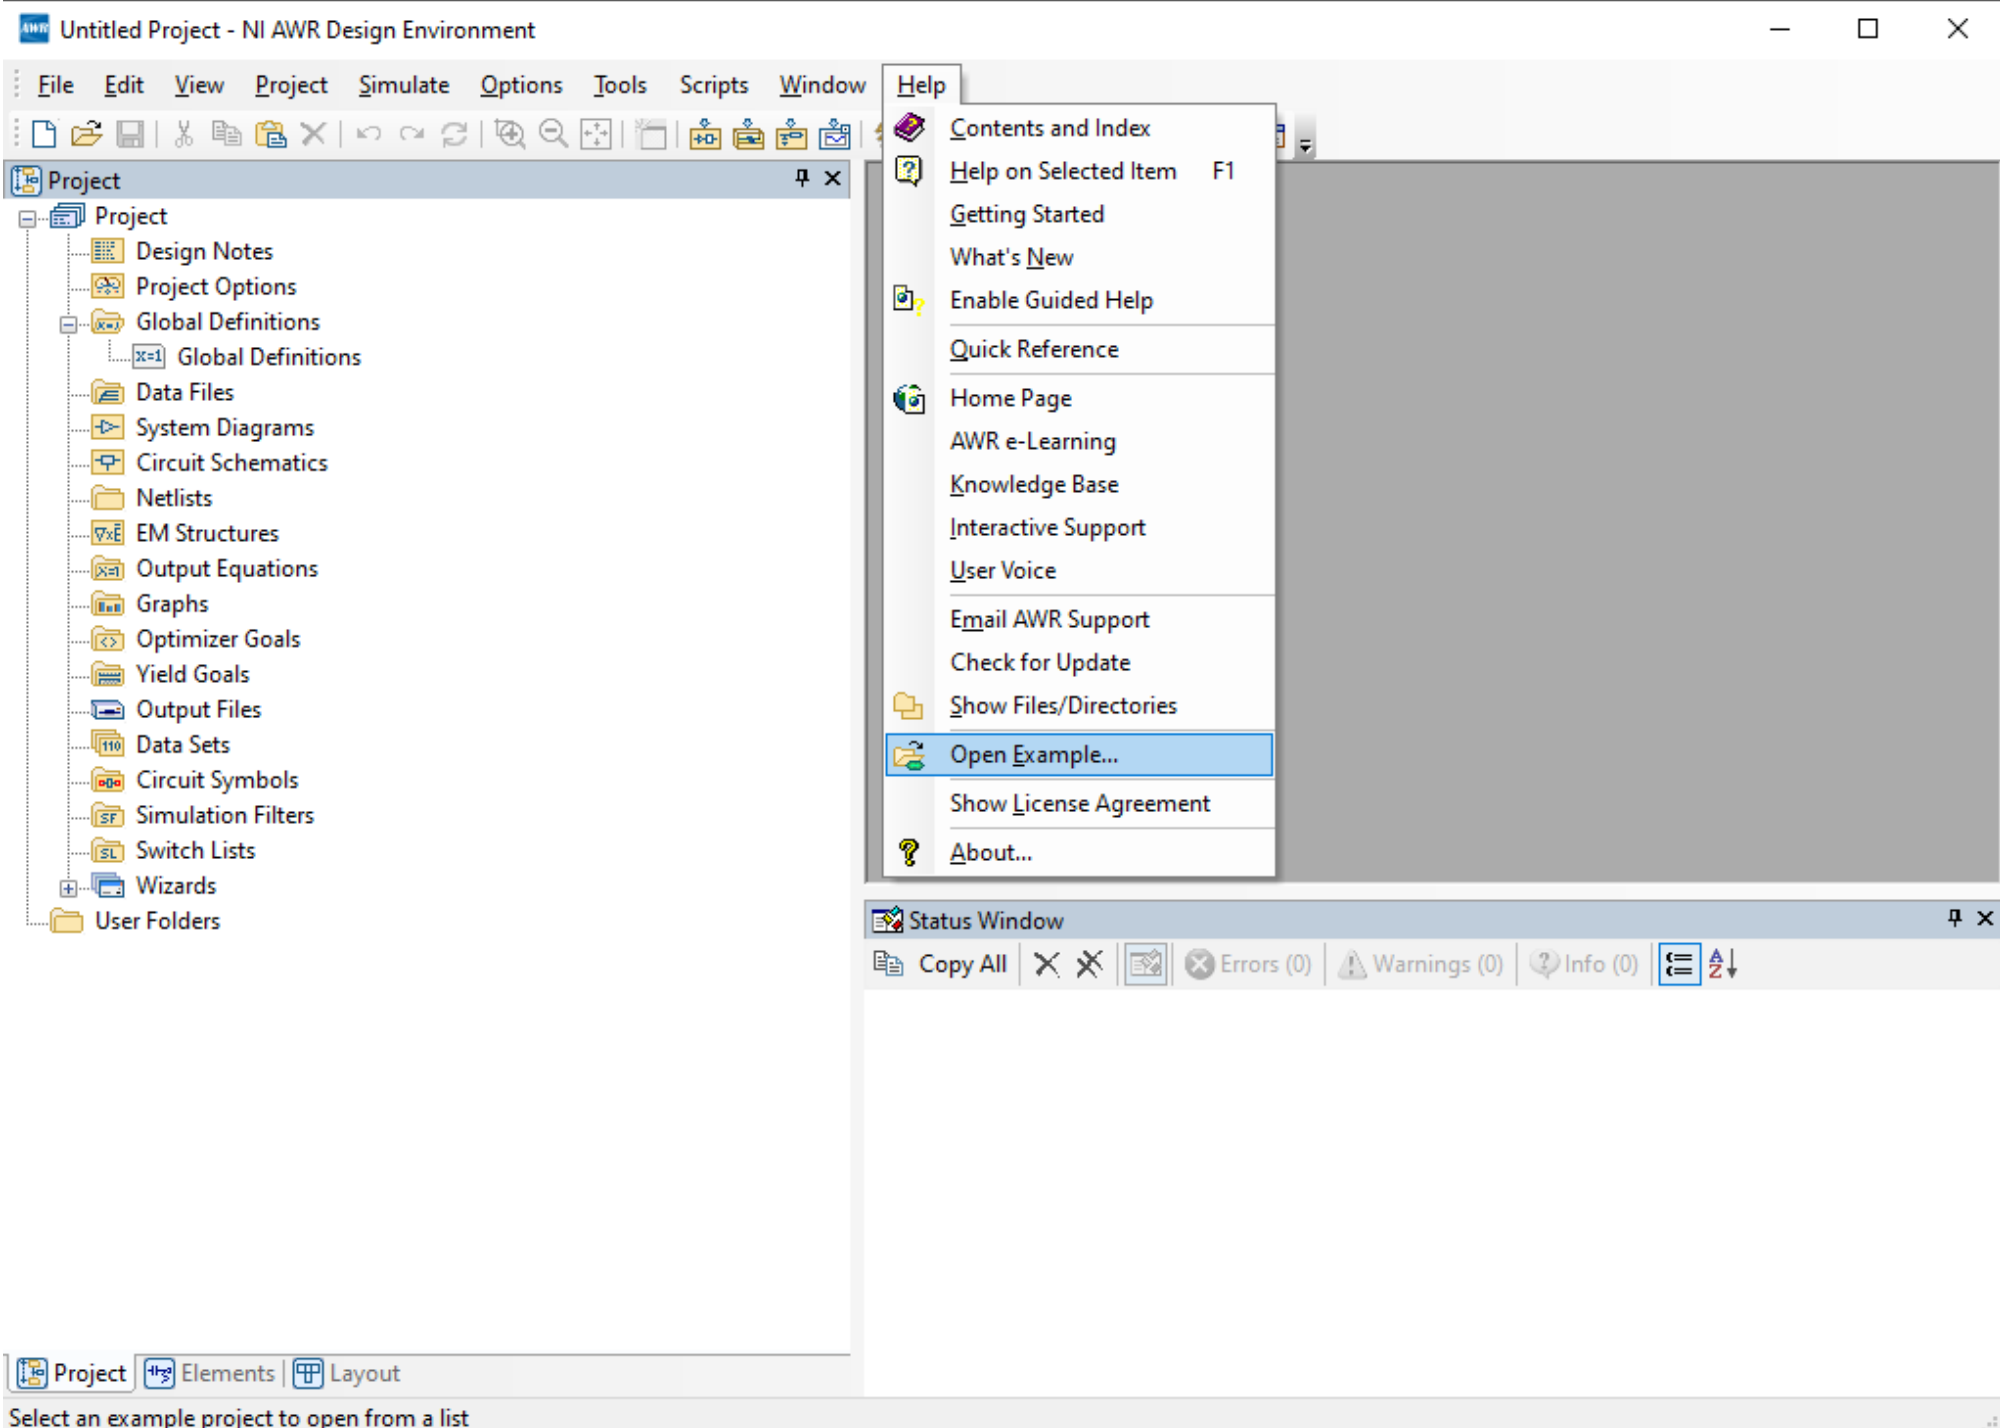 Untitled Project - NI AWR Design Environment
File Edit View Project Simulate Options Tools Scripts Window Help
Contents and Index
Help on Selected Item F1
Getting Started
What's New
Enable Guided Help
Quick Reference
Home Page
AWR e-Learning
Knowledge Base
Interactive Support
User Voice
Email AWR Support
Check for Update
Show Files/Directories
Open Example...
Show License Agreement
About...
Project
Project
Design Notes
Project Options
Global Definitions
Global Definitions
Data Files
System Diagrams
Circuit Schematics
Netlists
EM Structures
Output Equations
Graphs
Optimizer Goals
Yield Goals
Output Files
Data Sets
Circuit Symbols
Simulation Filters
Switch Lists
Wizards
User Folders
Status Window
Copy All Errors (0) Warnings (0) Info (0)
Project Elements Layout
Select an example project to open from a list